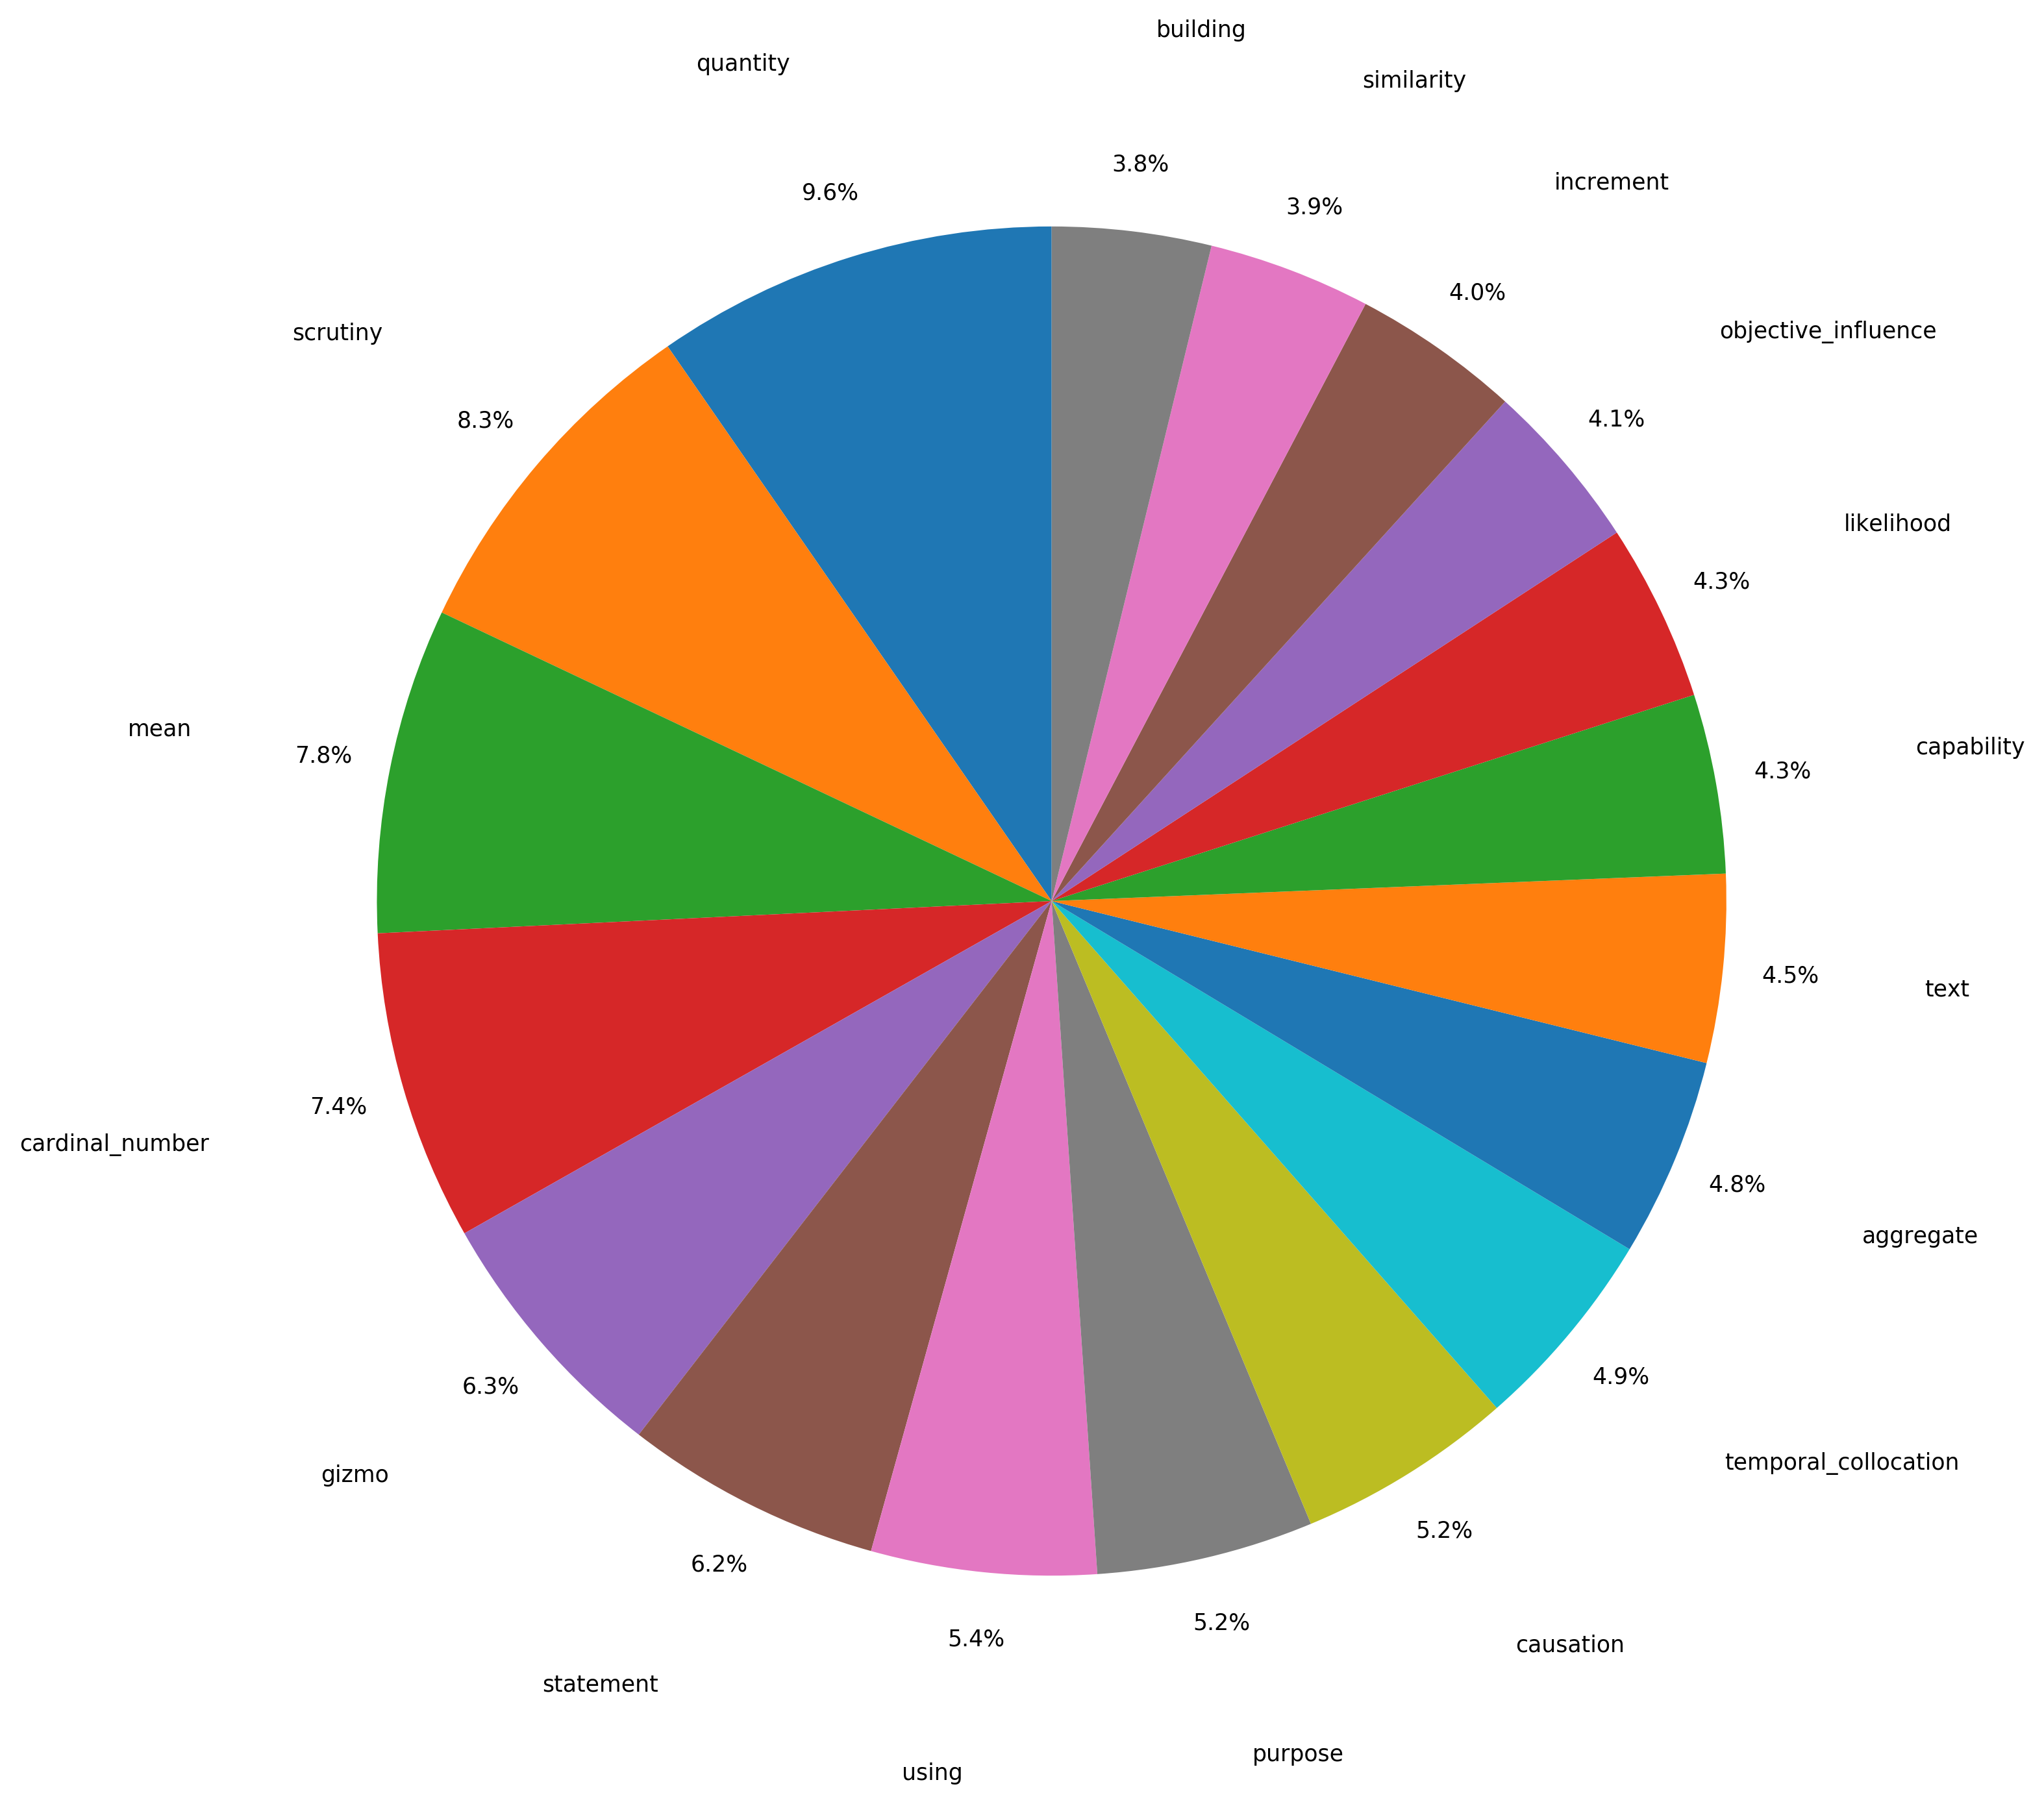 building
quantity
similarity
3.8%
increment
9.6%
3.9%
4.0%
objective_influence
scrutiny
4.1%
8.3%
likelihood
4.3%
mean
capability
7.8%
4.3%
4.5%
text
7.4%
cardinal_number
4.8%
aggregate
4.9%
6.3%
temporal_collocation
gizmo
5.2%
6.2%
5.2%
5.4%
causation
statement
purpose
using